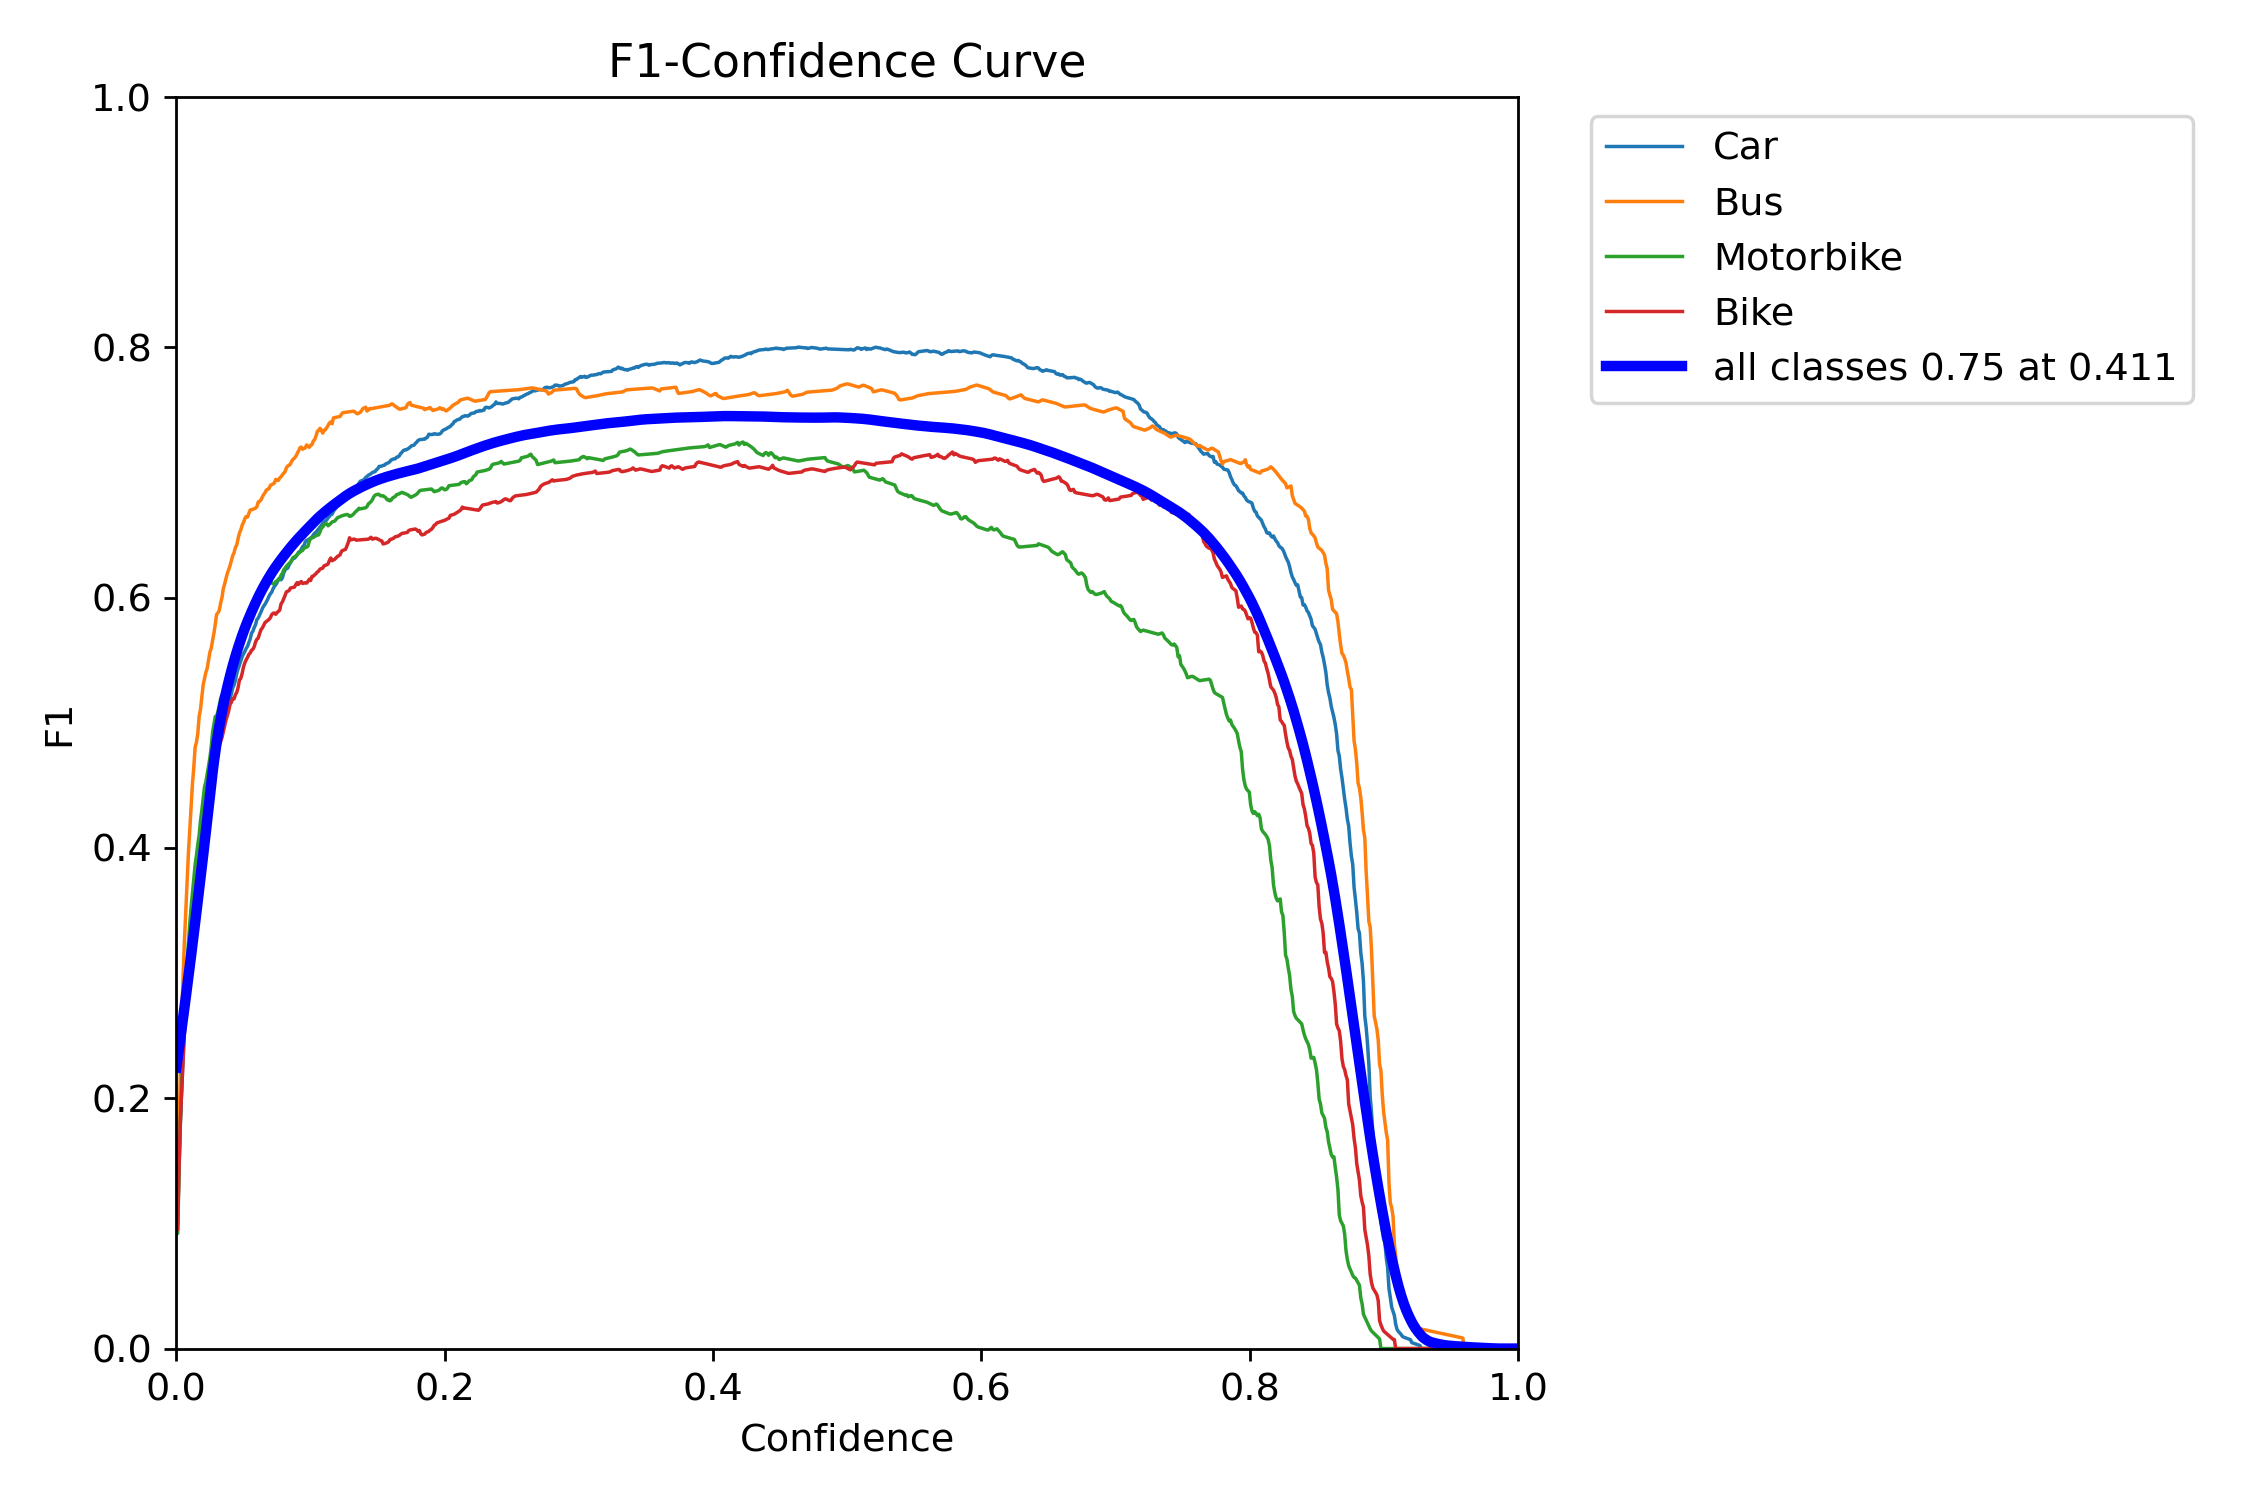 F1-Confidence Curve
1.0
0.8
0.6
0.4
0.2
0.0
F1
0.0 0.2 0.4 0.6 0.8 1.0
Confidence
Car
Bus
Motorbike
Bike
all classes 0.75 at 0.411